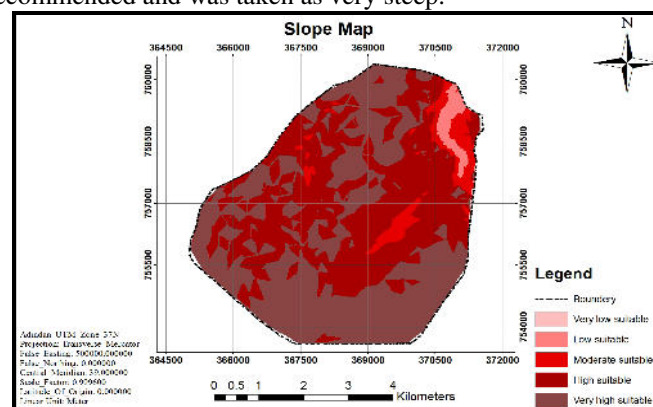 ecommended and was taken as very steep.
Slope Map
N
364500 366000 367500 369000 370500 372000
760000 760000
758500 758500
757000 757000
755500 755500
754000
364500 366000 367500 369000 370500 372000
Legend
Boundary
Very low suitable
Low suitable
Moderate suitable
High suitable
Very high suitable
Adindan UTM Zone 37N
Projection: Transverse Mercator
False Easting: 500000.000000
False Northing: 0.000000
Central Meridian: 39.000000
Scale Factor: 0.999600
Latitude Of Origin: 0.000000
Linear Unit: Meter
0 0.5 1 2 3 4
Kilometers